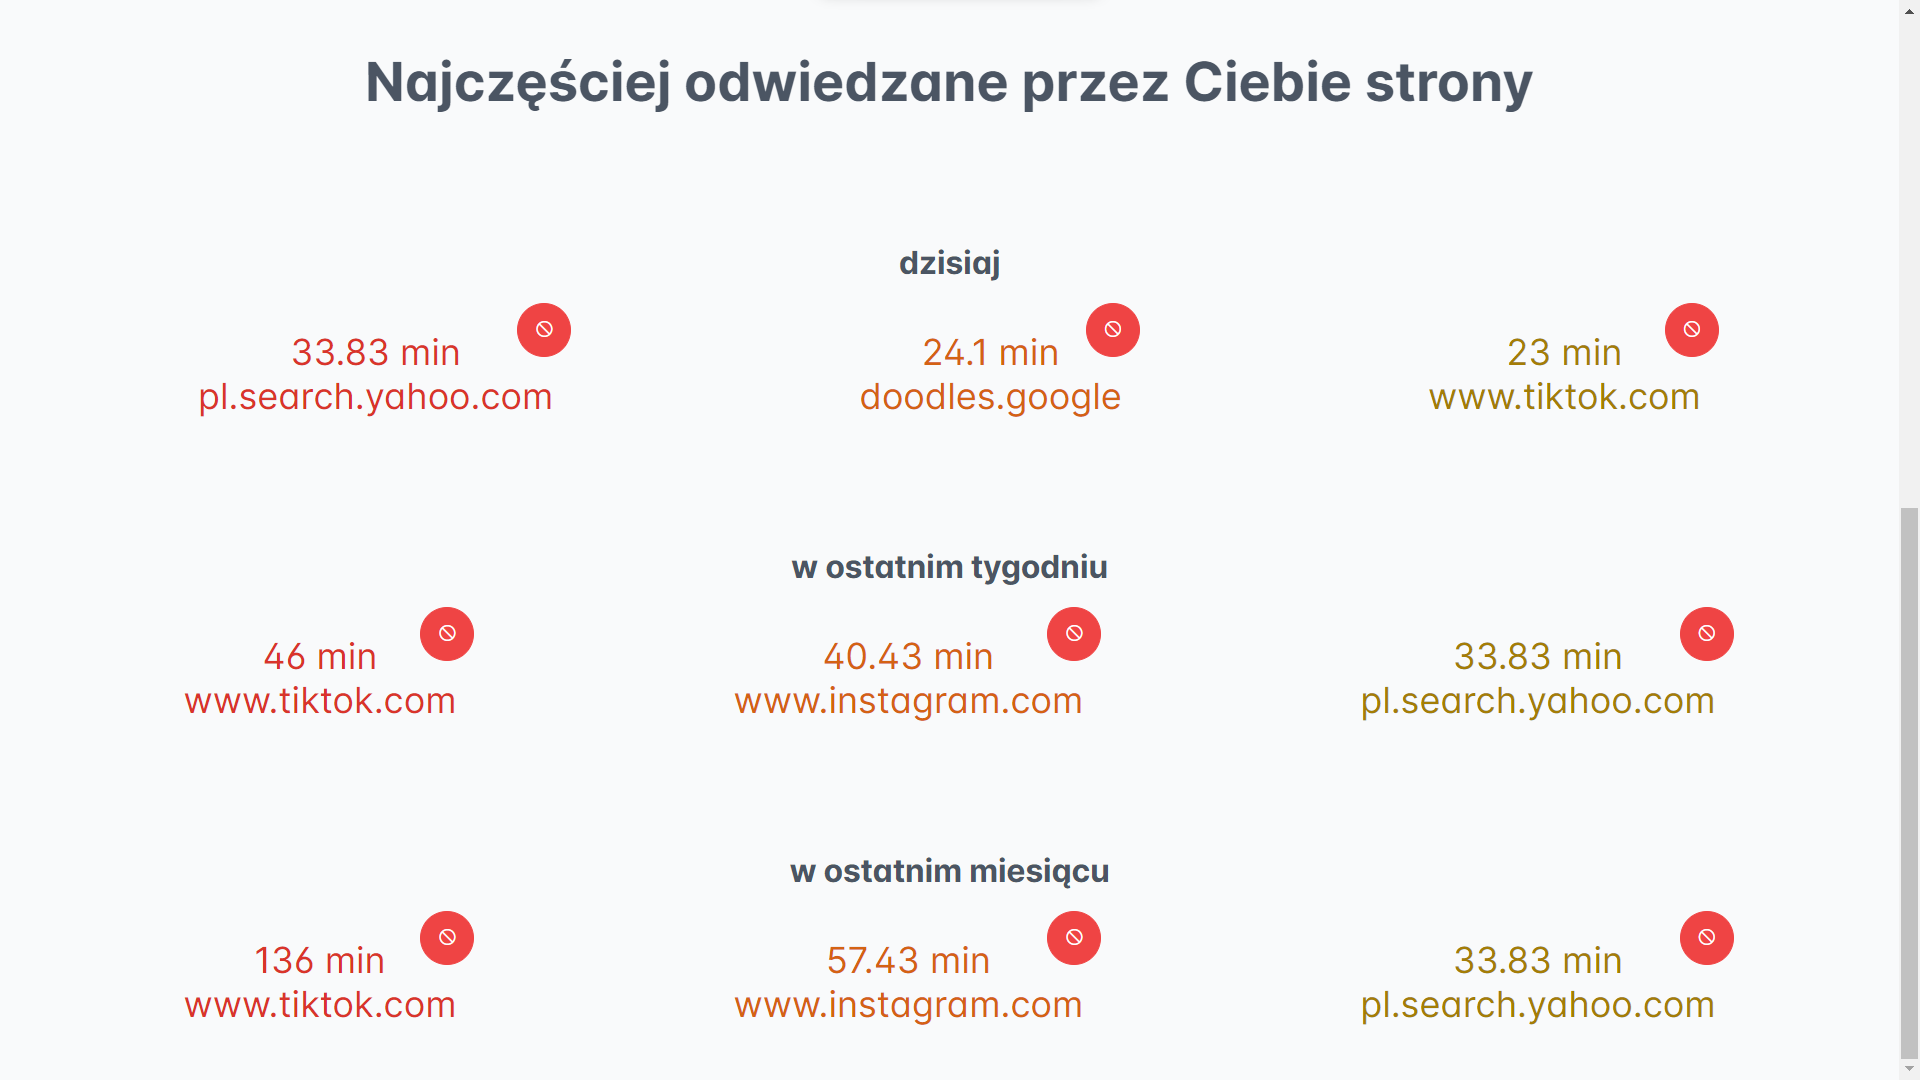 Najczęściej odwiedzane przez Ciebie strony
dzisiaj
33.83 min
pl.search.yahoo.com
24.1 min
doodles.google
23 min
www.tiktok.com
w ostatnim tygodniu
46 min
www.tiktok.com
40.43 min
www.instagram.com
33.83 min
pl.search.yahoo.com
w ostatnim miesiącu
136 min
www.tiktok.com
57.43 min
www.instagram.com
33.83 min
pl.search.yahoo.com